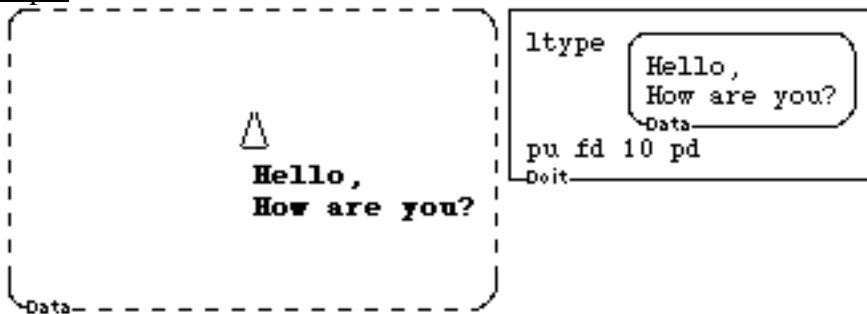 Hello,
How are you?
Data
ltype
Hello,
How are you?
Data
pu fd 10 pd
Doit